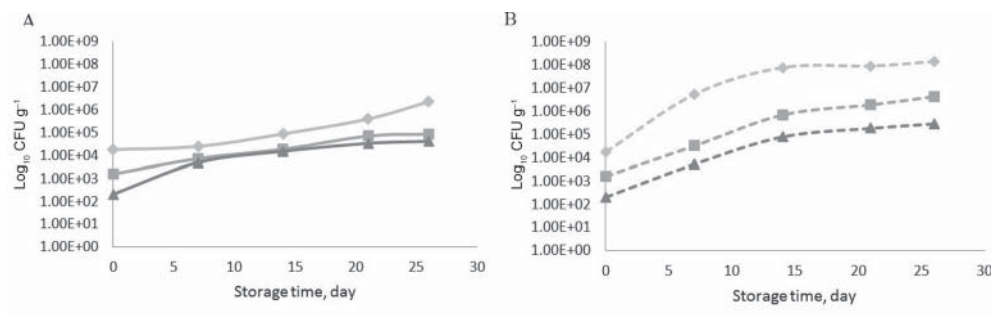 A
1.00E+09
1.00E+08
1.00E+07
1.00E+06
1.00E+05
1.00E+04
1.00E+03
1.00E+02
1.00E+01
1.00E+00
Log₁₀ CFU g⁻¹
0 5 10 15 20 25 30
Storage time, day
B
1.00E+09
1.00E+08
1.00E+07
1.00E+06
1.00E+05
1.00E+04
1.00E+03
1.00E+02
1.00E+01
1.00E+00
Log₁₀ CFU g⁻¹
0 5 10 15 20 25 30
Storage time, day